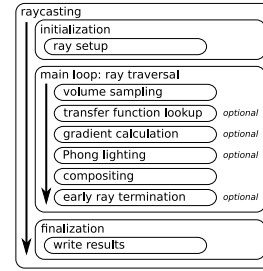 raycasting
initialization
ray setup
main loop: ray traversal
volume sampling
transfer function lookup optional
gradient calculation optional
Phong lighting optional
compositing
early ray termination optional
finalization
write results